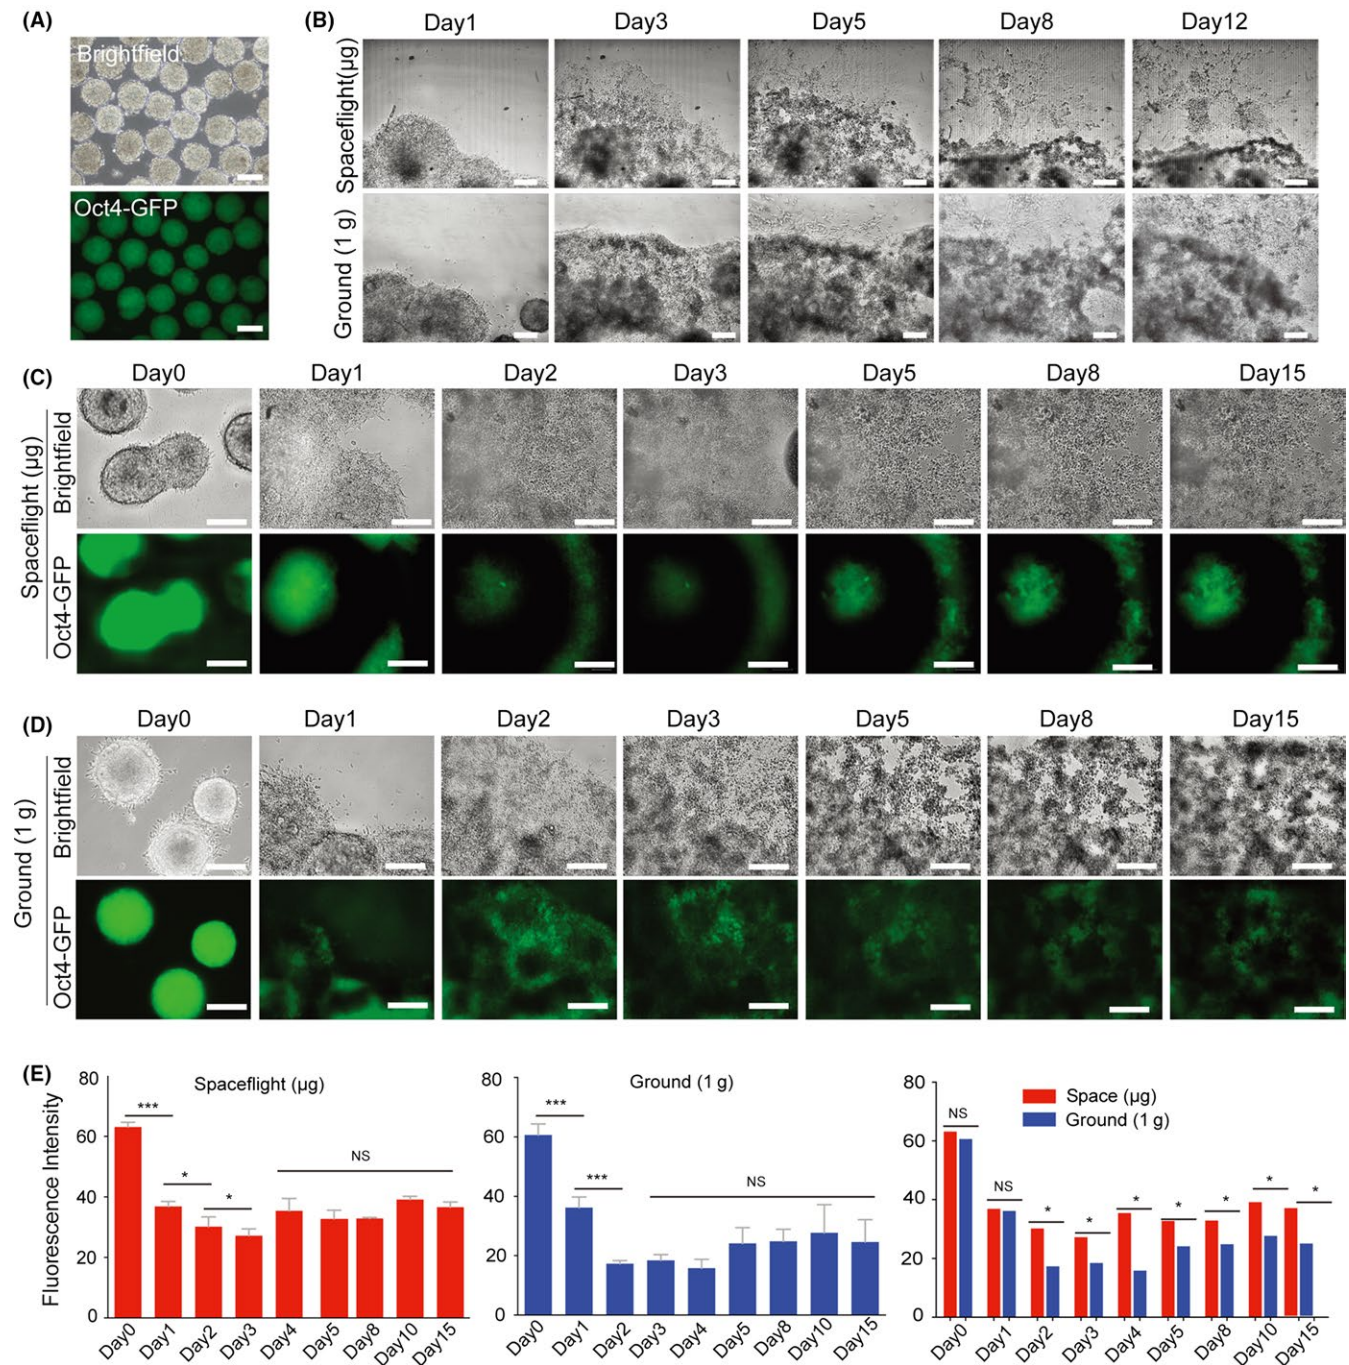 (A)
Brightfield
Oct4-GFP
(B)
Day1 Day3 Day5 Day8 Day12
Spaceflight(µg)
Ground (1 g)
(C)
Day0 Day1 Day2 Day3 Day5 Day8 Day15
Spaceflight (µg)
Brightfield
Oct4-GFP
(D)
Day0 Day1 Day2 Day3 Day5 Day8 Day15
Ground (1 g)
Brightfield
Oct4-GFP
(E)
Fluorescence Intensity
Spaceflight (µg)
80
60
40
20
0
***
*
*
NS
Day0 Day1 Day2 Day3 Day4 Day5 Day8 Day10 Day15
Ground (1 g)
80
60
40
20
0
***
***
NS
Day0 Day1 Day2 Day3 Day4 Day5 Day8 Day10 Day15
Space (µg)
Ground (1 g)
80
60
40
20
0
NS
NS
* * * * * * *
Day0 Day1 Day2 Day3 Day4 Day5 Day8 Day10 Day15